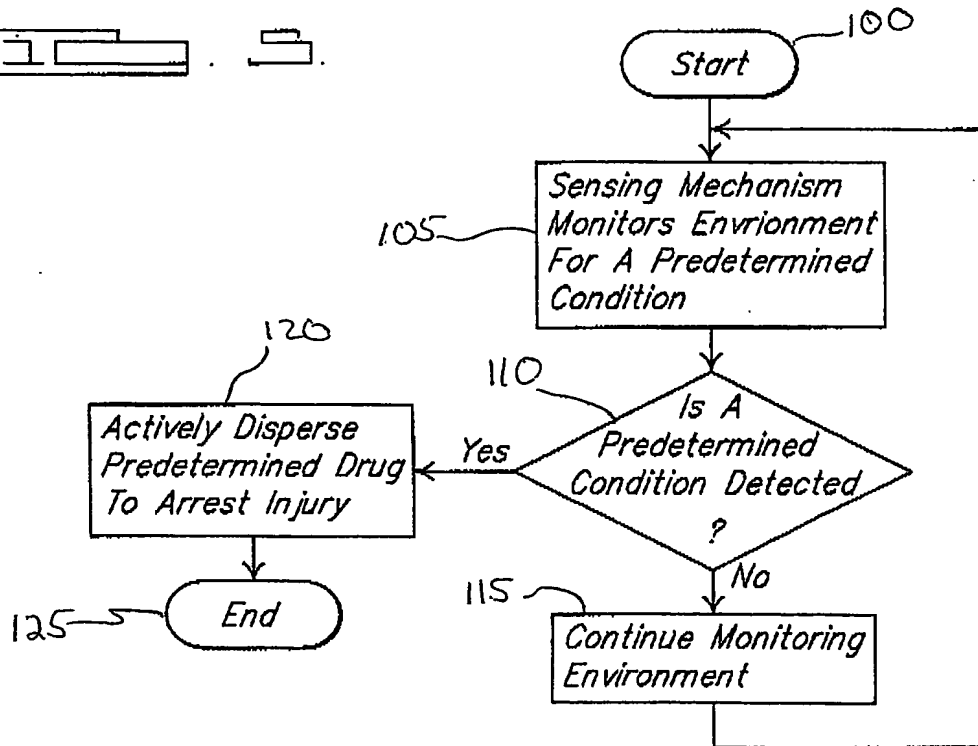 100
Start
Sensing Mechanism
Monitors Envrionment
For A Predetermined
Condition
105
120
110
Is A
Predetermined
Condition Detected
?
Yes
Actively Disperse
Predetermined Drug
To Arrest Injury
No
115
125
End
Continue Monitoring
Environment